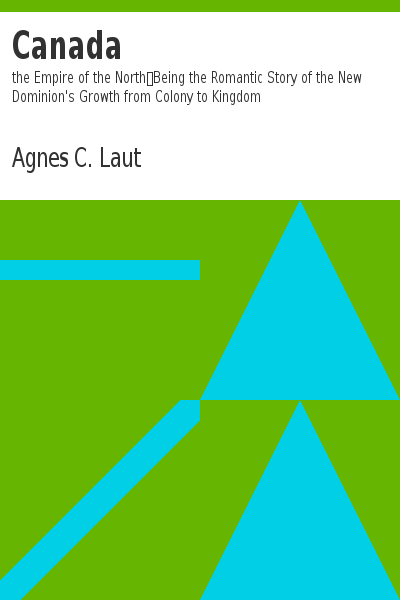 Canada
the Empire of the North▯Being the Romantic Story of the New
Dominion's Growth from Colony to Kingdom
Agnes C. Laut